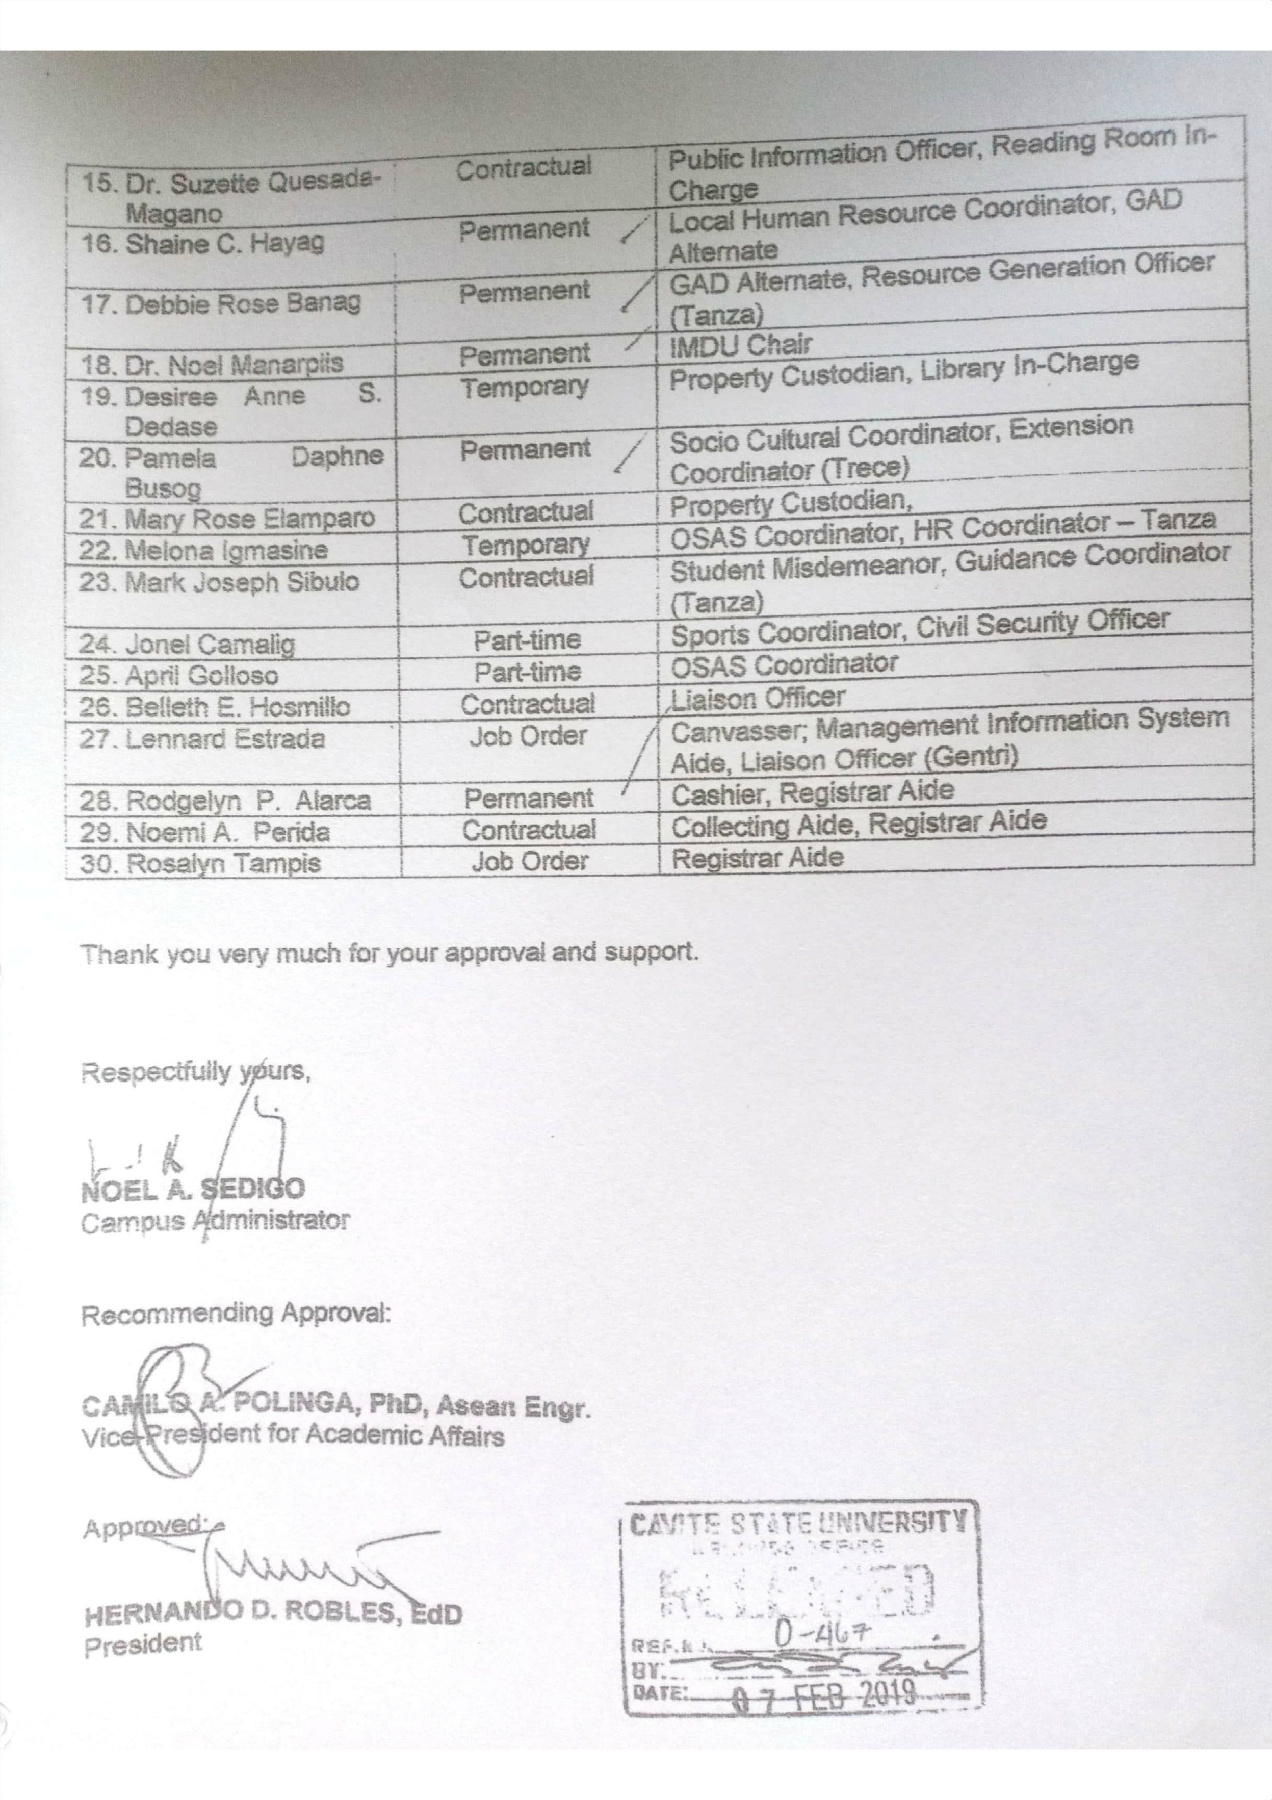 15. Dr. Suzette Quesada- Contractual Public Information Officer, Reading Room In-
Magano Charge
16. Shaine C. Hayag Permanent Local Human Resource Coordinator, GAD
Alternate
17. Debbie Rose Banag Permanent GAD Alternate, Resource Generation Officer
(Tanza)
18. Dr. Noel Manarpiis Permanent IMDU Chair
19. Desiree Anne S. Temporary Property Custodian, Library In-Charge
Dedase
20. Pamela Daphne Permanent Socio Cultural Coordinator, Extension
Busog Coordinator (Trece)
21. Mary Rose Elamparo Contractual Property Custodian,
22. Melona Igmasine Temporary OSAS Coordinator, HR Coordinator – Tanza
23. Mark Joseph Sibulo Contractual Student Misdemeanor, Guidance Coordinator
(Tanza)
24. Jonel Camalig Part-time Sports Coordinator, Civil Security Officer
25. April Golloso Part-time OSAS Coordinator
26. Belleth E. Hosmillo Contractual Liaison Officer
27. Lennard Estrada Job Order Canvasser; Management Information System
Aide, Liaison Officer (Gentri)
28. Rodgelyn P. Alarca Permanent Cashier, Registrar Aide
29. Noemi A. Perida Contractual Collecting Aide, Registrar Aide
30. Rosalyn Tampis Job Order Registrar Aide
Thank you very much for your approval and support.
Respectfully yours,
NOEL A. SEDIGO
Campus Administrator
Recommending Approval:
CAMILO A. POLINGA, PhD, Asean Engr.
Vice-President for Academic Affairs
Approved:
HERNANDO D. ROBLES, EdD
President
CAVITE STATE UNIVERSITY
0-467
BY:
DATE: 07 FEB 2019